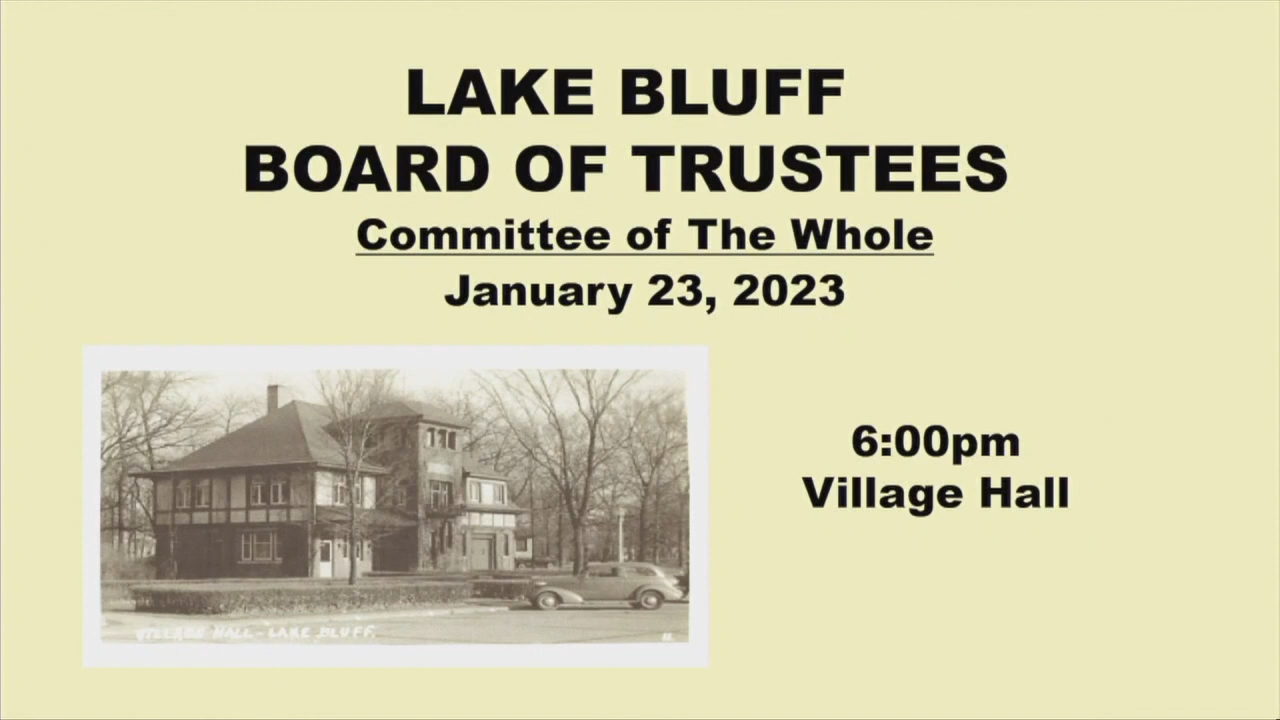 LAKE BLUFF
BOARD OF TRUSTEES
Committee of The Whole
January 23, 2023
6:00pm
Village Hall
VILLAGE HALL - LAKE BLUFF.